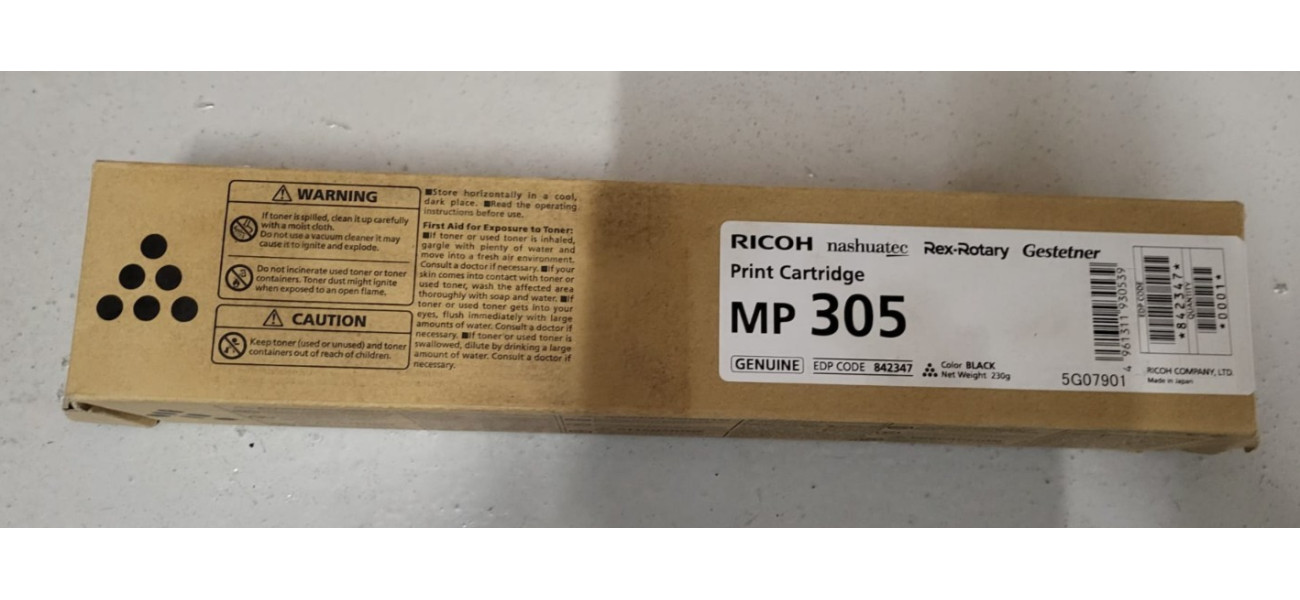 WARNING
If toner is spilled, clean it up carefully
with a moist cloth.
Do not use a vacuum cleaner it may
cause it to ignite and explode.
Do not incinerate used toner or toner
containers. Toner dust might ignite
when exposed to an open flame.
CAUTION
Keep toner (used or unused) and toner
containers out of reach of children.
■Store horizontally in a cool,
dark place. ■Read the operating
instructions before use.
First Aid for Exposure to Toner:
■If toner or used toner is inhaled,
gargle with plenty of water and
move into a fresh air environment.
Consult a doctor if necessary. ■If your
skin comes into contact with toner or
used toner, wash the affected area
thoroughly with soap and water. ■If
toner or used toner gets into your
eyes, flush immediately with large
amounts of water. Consult a doctor if
necessary. ■If toner or used toner is
swallowed, dilute by drinking a large
amount of water. Consult a doctor if
necessary.
RICOH nashuatec Rex-Rotary Gestetner
Print Cartridge
MP 305
GENUINE EDP CODE 842347
Color BLACK
Net Weight 230g
4 961311 930539
5G07901
EDP CODE
*842347*
QUANTITY
*0001*
RICOH COMPANY, LTD.
Made in Japan